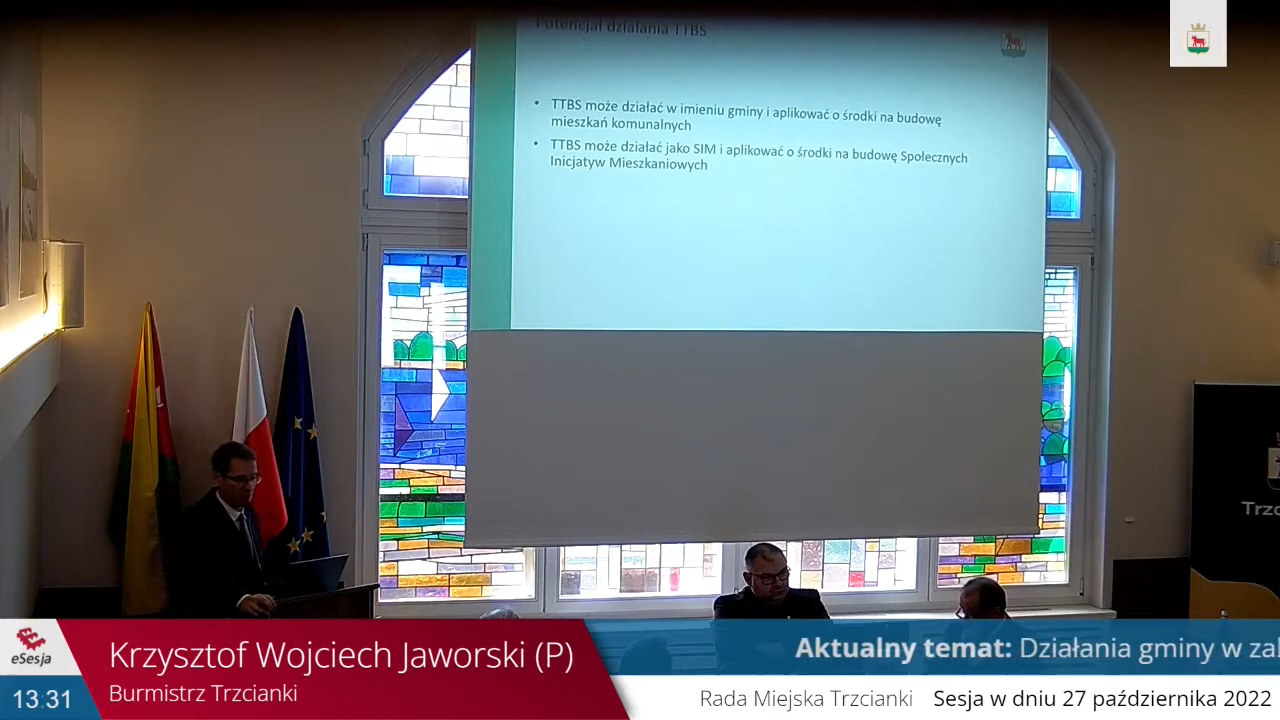 Potencjał działania TTBS
• TTBS może działać w imieniu gminy i aplikować o środki na budowę
mieszkań komunalnych
• TTBS może działać jako SIM i aplikować o środki na budowę Społecznych
Inicjatyw Mieszkaniowych
Trzc
eSesja
13:31
Krzysztof Wojciech Jaworski (P)
Burmistrz Trzcianki
Aktualny temat: Działania gminy w zal
Rada Miejska Trzcianki Sesja w dniu 27 października 2022